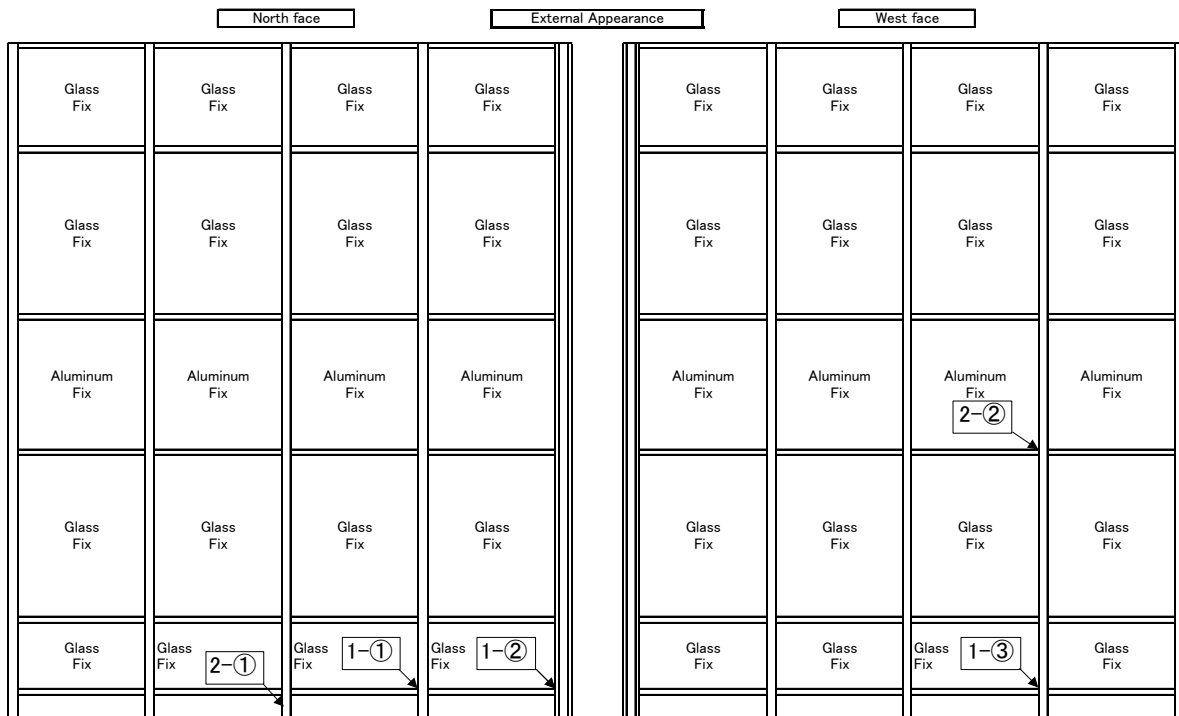 North face
External Appearance
West face
Glass
Fix
Glass
Fix
Glass
Fix
Glass
Fix
Glass
Fix
Glass
Fix
Glass
Fix
Glass
Fix
Glass
Fix
Glass
Fix
Glass
Fix
Glass
Fix
Glass
Fix
Glass
Fix
Glass
Fix
Glass
Fix
Aluminum
Fix
Aluminum
Fix
Aluminum
Fix
Aluminum
Fix
Aluminum
Fix
Aluminum
Fix
Aluminum
Fix
2-②
Aluminum
Fix
Glass
Fix
Glass
Fix
Glass
Fix
Glass
Fix
Glass
Fix
Glass
Fix
Glass
Fix
Glass
Fix
Glass
Fix
Glass
Fix
2-①
Glass
Fix
1-①
Glass
Fix
1-②
Glass
Fix
Glass
Fix
Glass
Fix
1-③
Glass
Fix